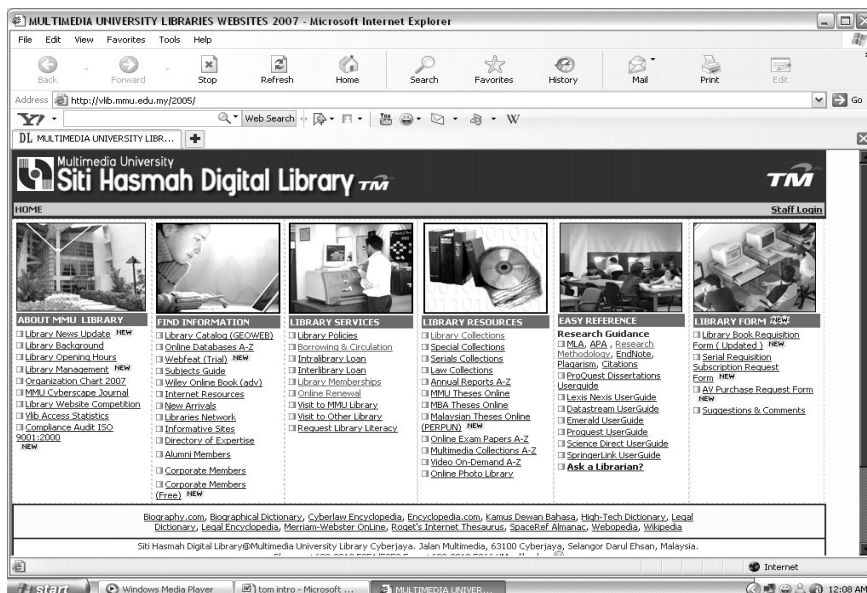 MULTIMEDIA UNIVERSITY LIBRARIES WEBSITES 2007 - Microsoft Internet Explorer
File Edit View Favorites Tools Help
Back Forward Stop Refresh Home Search Favorites History Mail Print Edit
Address http://vlib.mmu.edu.my/2005/ Go
Y! Web Search W
DL MULTIMEDIA UNIVERSITY LIBR...
Multimedia University
Siti Hasmah Digital Library TM
TM
HOME Staff Login
ABOUT MMU LIBRARY
Library News Update NEW
Library Background
Library Opening Hours
Library Management NEW
Organization Chart 2007
MMU Cyberscape Journal
Library Website Competition
Vlib Access Statistics
Compliance Audit ISO
9001:2000
NEW
FIND INFORMATION
Library Catalog (GEOWEB)
Online Databases A-Z
Webfeat (Trial) NEW
Subjects Guide
Wiley Online Book (adv)
Internet Resources
New Arrivals
Libraries Network
Informative Sites
Directory of Expertise
Alumni Members
Corporate Members
Corporate Members
(Free) NEW
LIBRARY SERVICES
Library Policies
Borrowing & Circulation
Intralibrary Loan
Interlibrary Loan
Library Memberships
Online Renewal
Visit to MMU Library
Visit to Other Library
Request Library Literacy
LIBRARY RESOURCES
Library Collections
Special Collections
Serials Collections
Law Collections
Annual Reports A-Z
MMU Theses Online
MBA Theses Online
Malaysian Theses Online
(PERPUN) NEW
Online Exam Papers A-Z
Multimedia Collections A-Z
Video On-Demand A-Z
Online Photo Library
EASY REFERENCE
Research Guidance
MLA, APA , Research
Methodology, EndNote,
Plagarism, Citations
ProQuest Dissertations
Userguide
Lexis Nexis UserGuide
Datastream UserGuide
Emerald UserGuide
Proquest UserGuide
Science Direct UserGuide
SpringerLink UserGuide
Ask a Librarian?
LIBRARY FORM NEW
Library Book Requisition
Form ( Updated ) NEW
Serial Requisition
Subscription Request
Form NEW
AV Purchase Request Form
NEW
Suggestions & Comments
Biography.com, Biographical Dictionary, Cyberlaw Encyclopedia, Encyclopedia.com, Kamus Dewan Bahasa, High-Tech Dictionary, Legal
Dictionary, Legal Encyclopedia, Merriam-Webster OnLine, Roget's Internet Thesaurus, SpaceRef Almanac, Webopedia, Wikipedia
Siti Hasmah Digital Library@Multimedia University Library Cyberjaya. Jalan Multimedia, 63100 Cyberjaya, Selangor Darul Ehsan, Malaysia.
Internet
start Windows Media Player tom intro - Microsoft ... MULTIMEDIA UNIVER... 12:08 AM